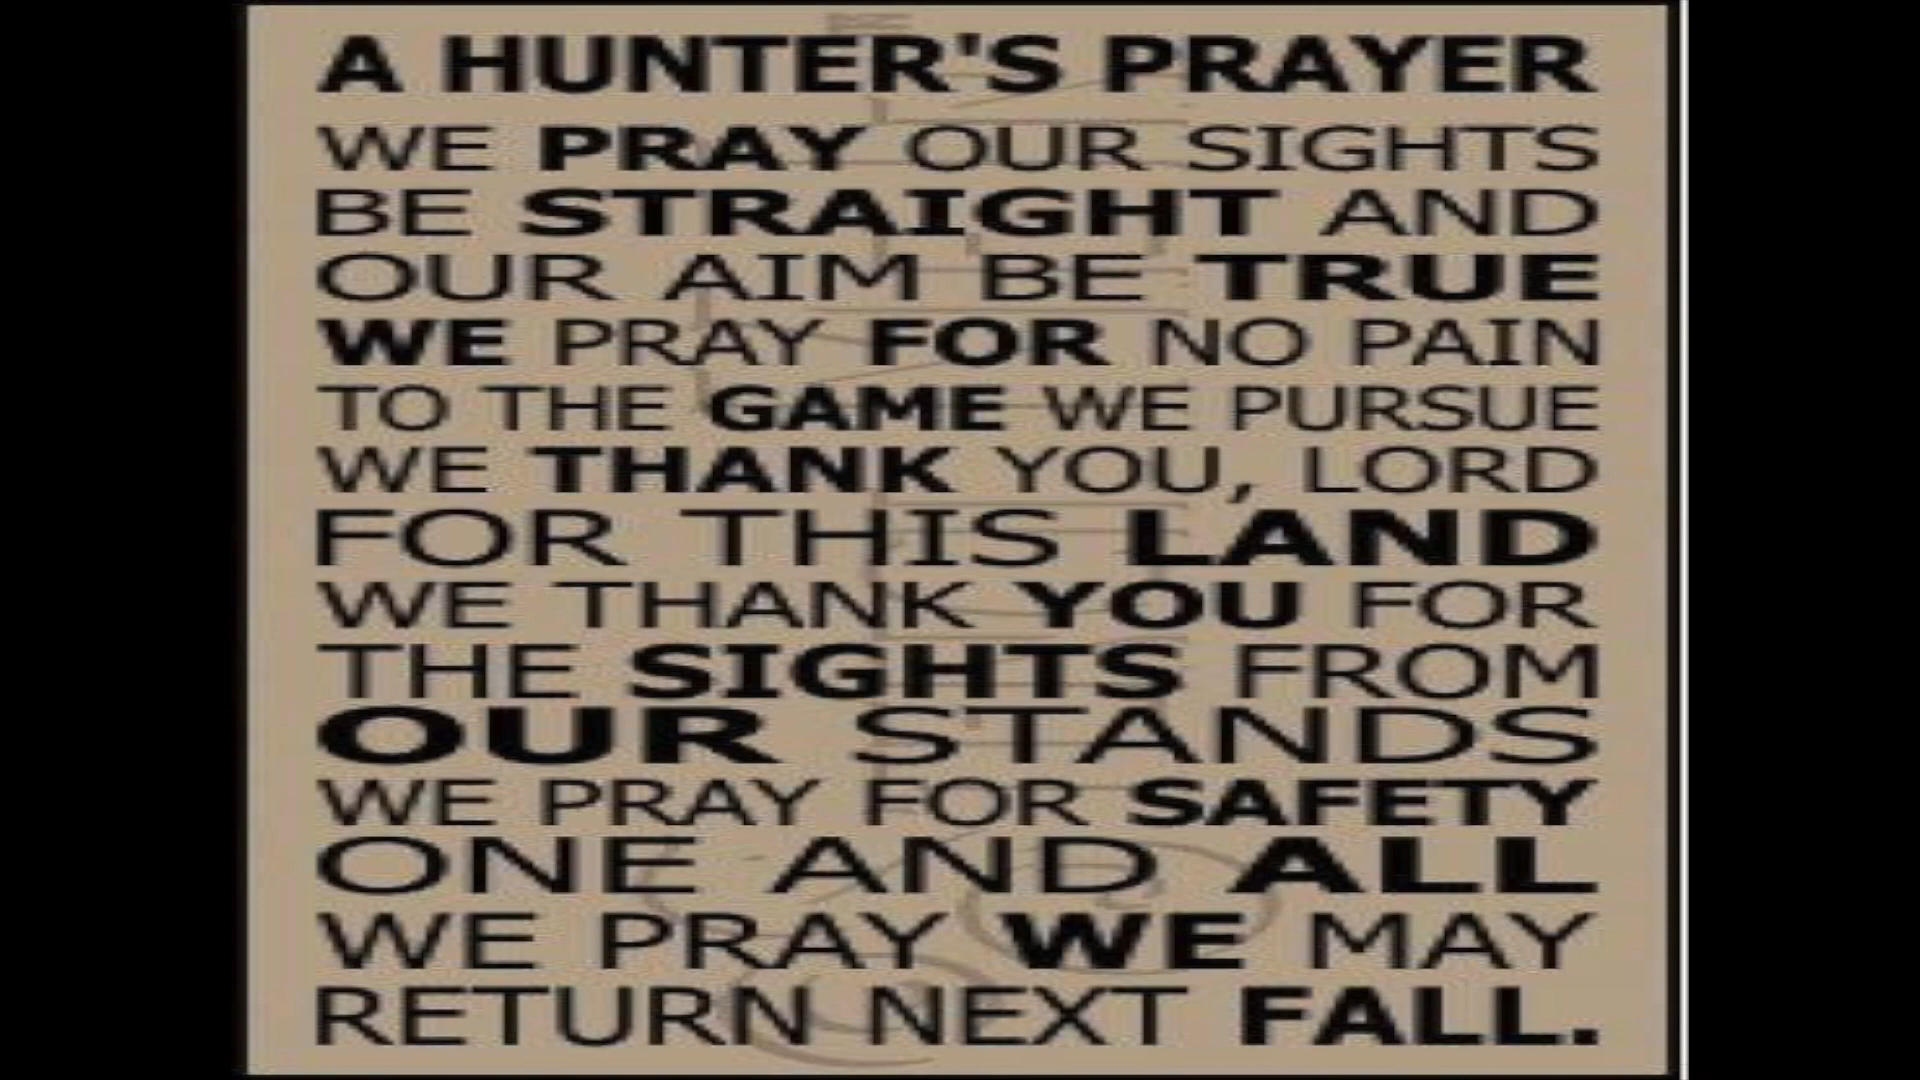 A HUNTER'S PRAYER
WE PRAY OUR SIGHTS
BE STRAIGHT AND
OUR AIM BE TRUE
WE PRAY FOR NO PAIN
TO THE GAME WE PURSUE
WE THANK YOU, LORD
FOR THIS LAND
WE THANK YOU FOR
THE SIGHTS FROM
OUR STANDS
WE PRAY FOR SAFETY
ONE AND ALL
WE PRAY WE MAY
RETURN NEXT FALL.